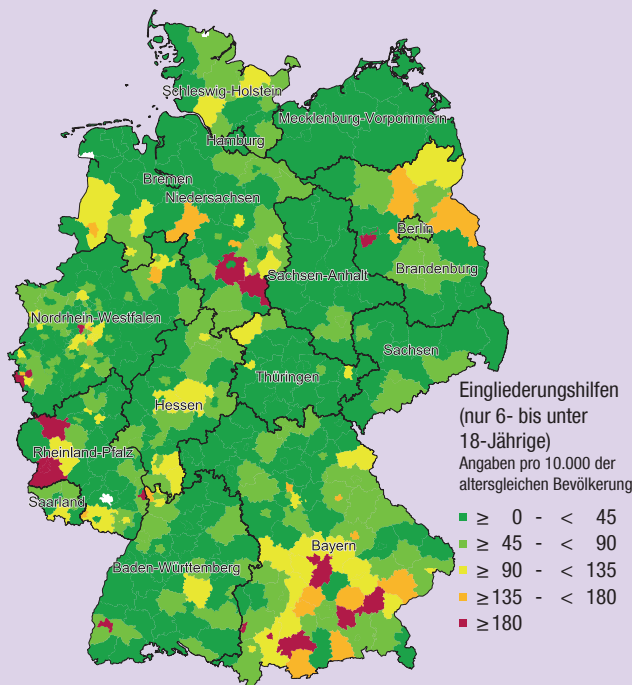 Schleswig-Holstein
Mecklenburg-Vorpommern
Hamburg
Bremen
Niedersachsen
Berlin
Sachsen-Anhalt
Brandenburg
Nordrhein-Westfalen
Sachsen
Thüringen
Hessen
Rheinland-Pfalz
Saarland
Bayern
Baden-Württemberg
Eingliederungshilfen
(nur 6- bis unter
18-Jährige)
Angaben pro 10.000 der
altersgleichen Bevölkerung
≥ 0 - < 45
≥ 45 - < 90
≥ 90 - < 135
≥ 135 - < 180
≥ 180